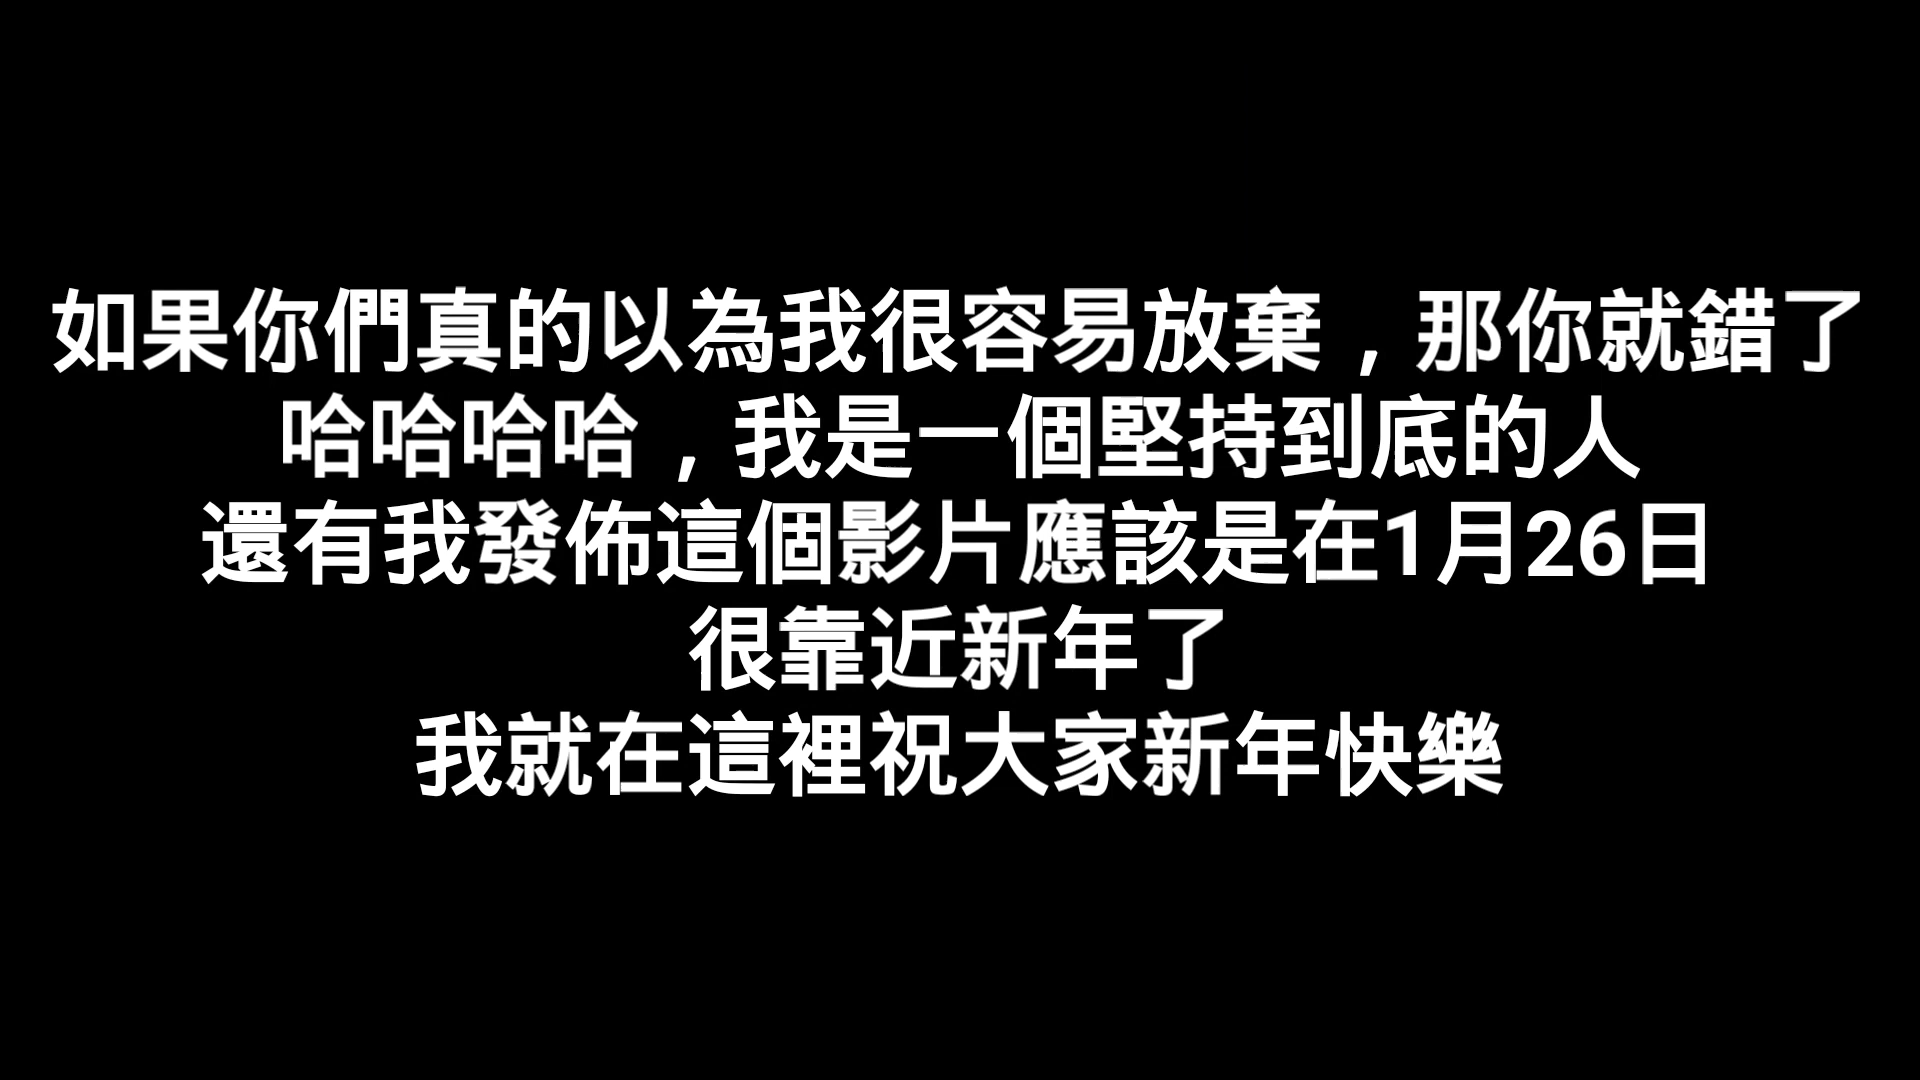 如果你們真的以為我很容易放棄，那你就錯了
哈哈哈哈，我是一個堅持到底的人
還有我發佈這個影片應該是在1月26日
很靠近新年了
我就在這裡祝大家新年快樂